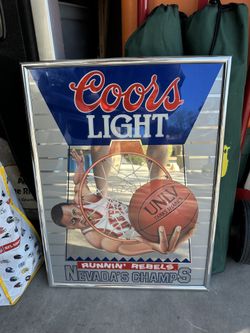 Coors
LIGHT
UNLV
RUNNIN' REBELS
NEVADA'S CHAMPS